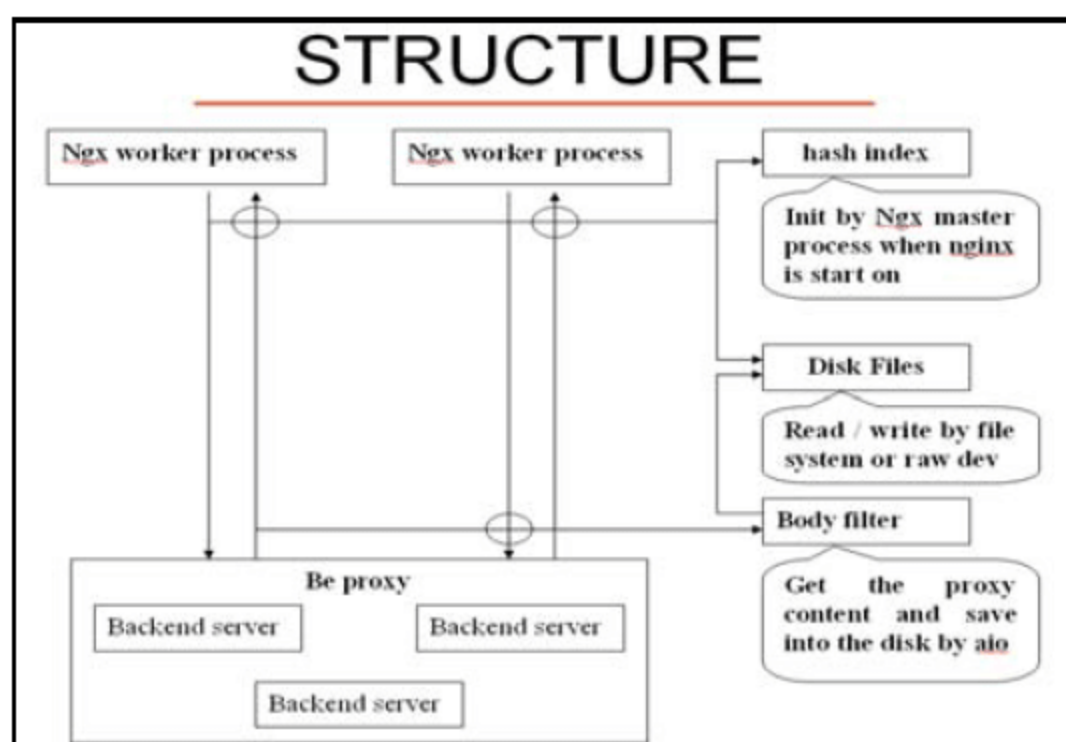 STRUCTURE
Ngx worker process
Ngx worker process
hash index
Init by Ngx master
process when nginx
is start on
Disk Files
Read / write by file
system or raw dev
Body filter
Get the proxy
content and save
into the disk by aio
Be proxy
Backend server
Backend server
Backend server